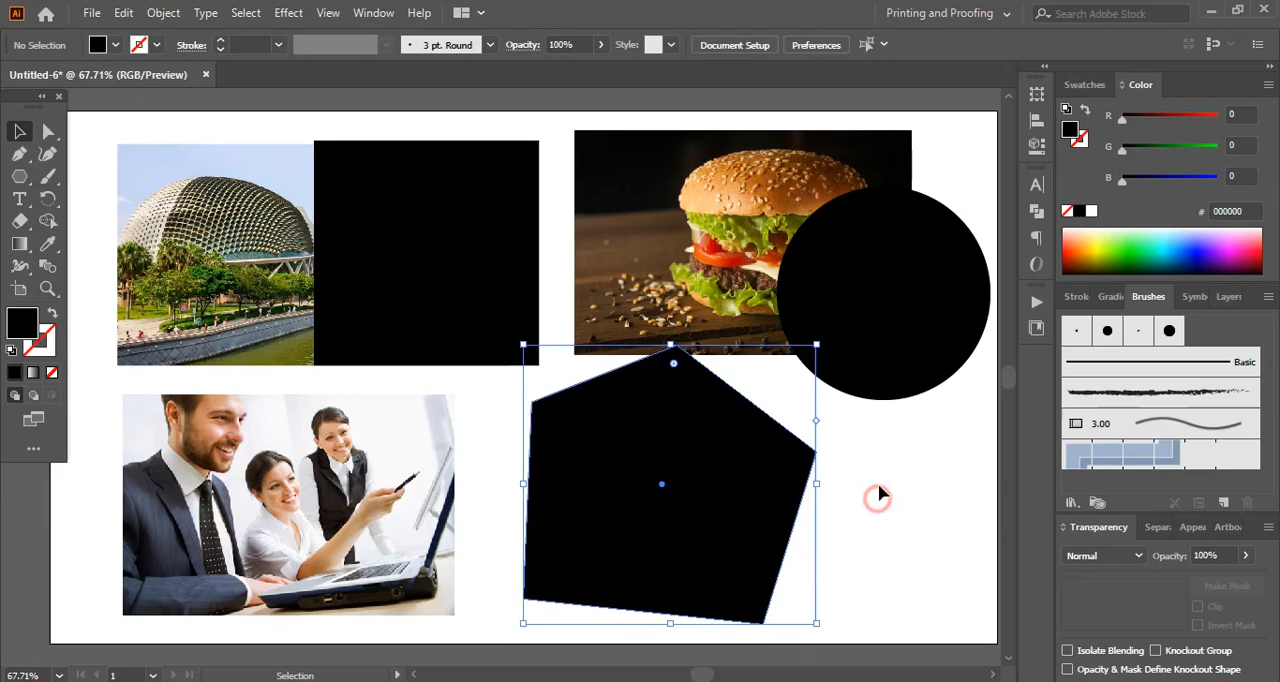 Ai File Edit Object Type Select Effect View Window Help Printing and Proofing Search Adobe Stock
No Selection Stroke: 3 pt. Round Opacity: 100% Style: Document Setup Preferences
Untitled-6* @ 67.71% (RGB/Preview) ×
Swatches Color
R 0
G 0
B 0
# 000000
Strok Gradi Brushes Symb Layers
Basic
3.00
Transparency Separ Appea Artboa
Normal Opacity: 100%
Make Mask
Clip
Invert Mask
Isolate Blending Knockout Group
Opacity & Mask Define Knockout Shape
67.71% 1 Selection